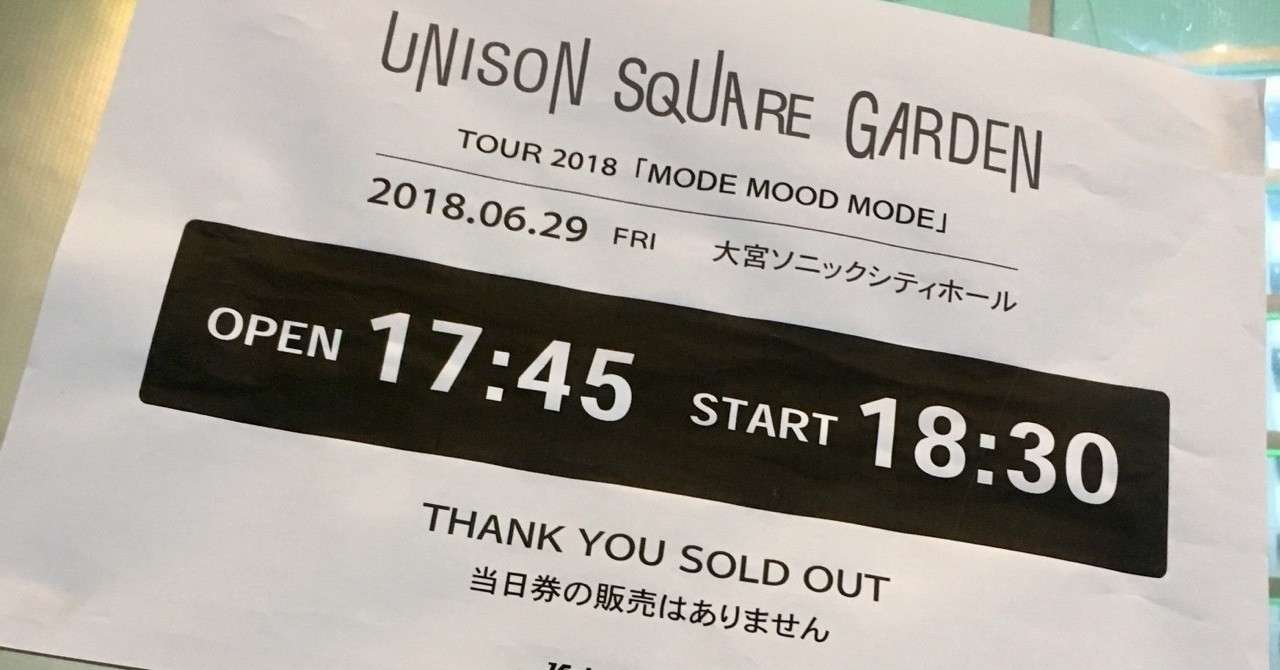 UNISON SQUARE GARDEN
TOUR 2018「MODE MOOD MODE」
2018.06.29 FRI 大宮ソニックシティホール
OPEN 17:45 START 18:30
THANK YOU SOLD OUT
当日券の販売はありません